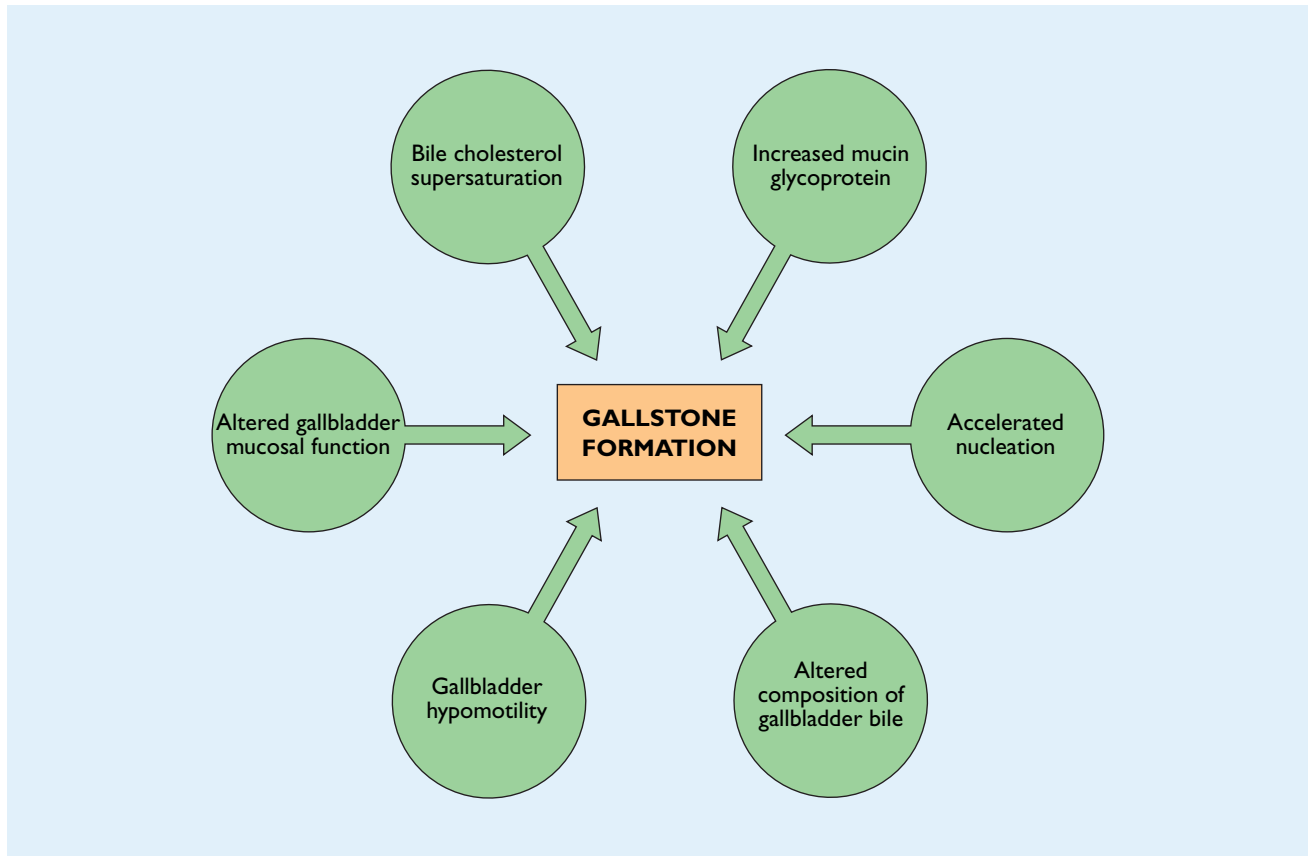 Bile cholesterol
supersaturation
Increased mucin
glycoprotein
Altered gallbladder
mucosal function
GALLSTONE
FORMATION
Accelerated
nucleation
Gallbladder
hypomotility
Altered
composition of
gallbladder bile